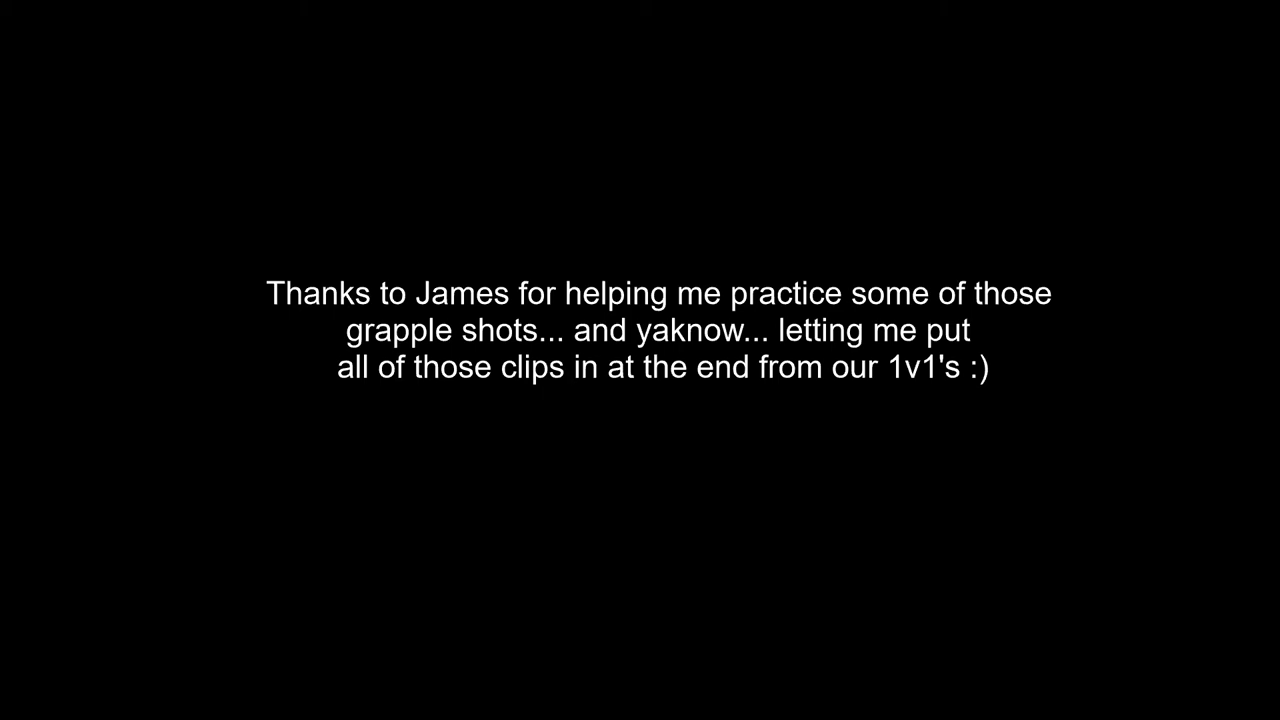 Thanks to James for helping me practice some of those
grapple shots... and yaknow... letting me put
all of those clips in at the end from our 1v1's :)